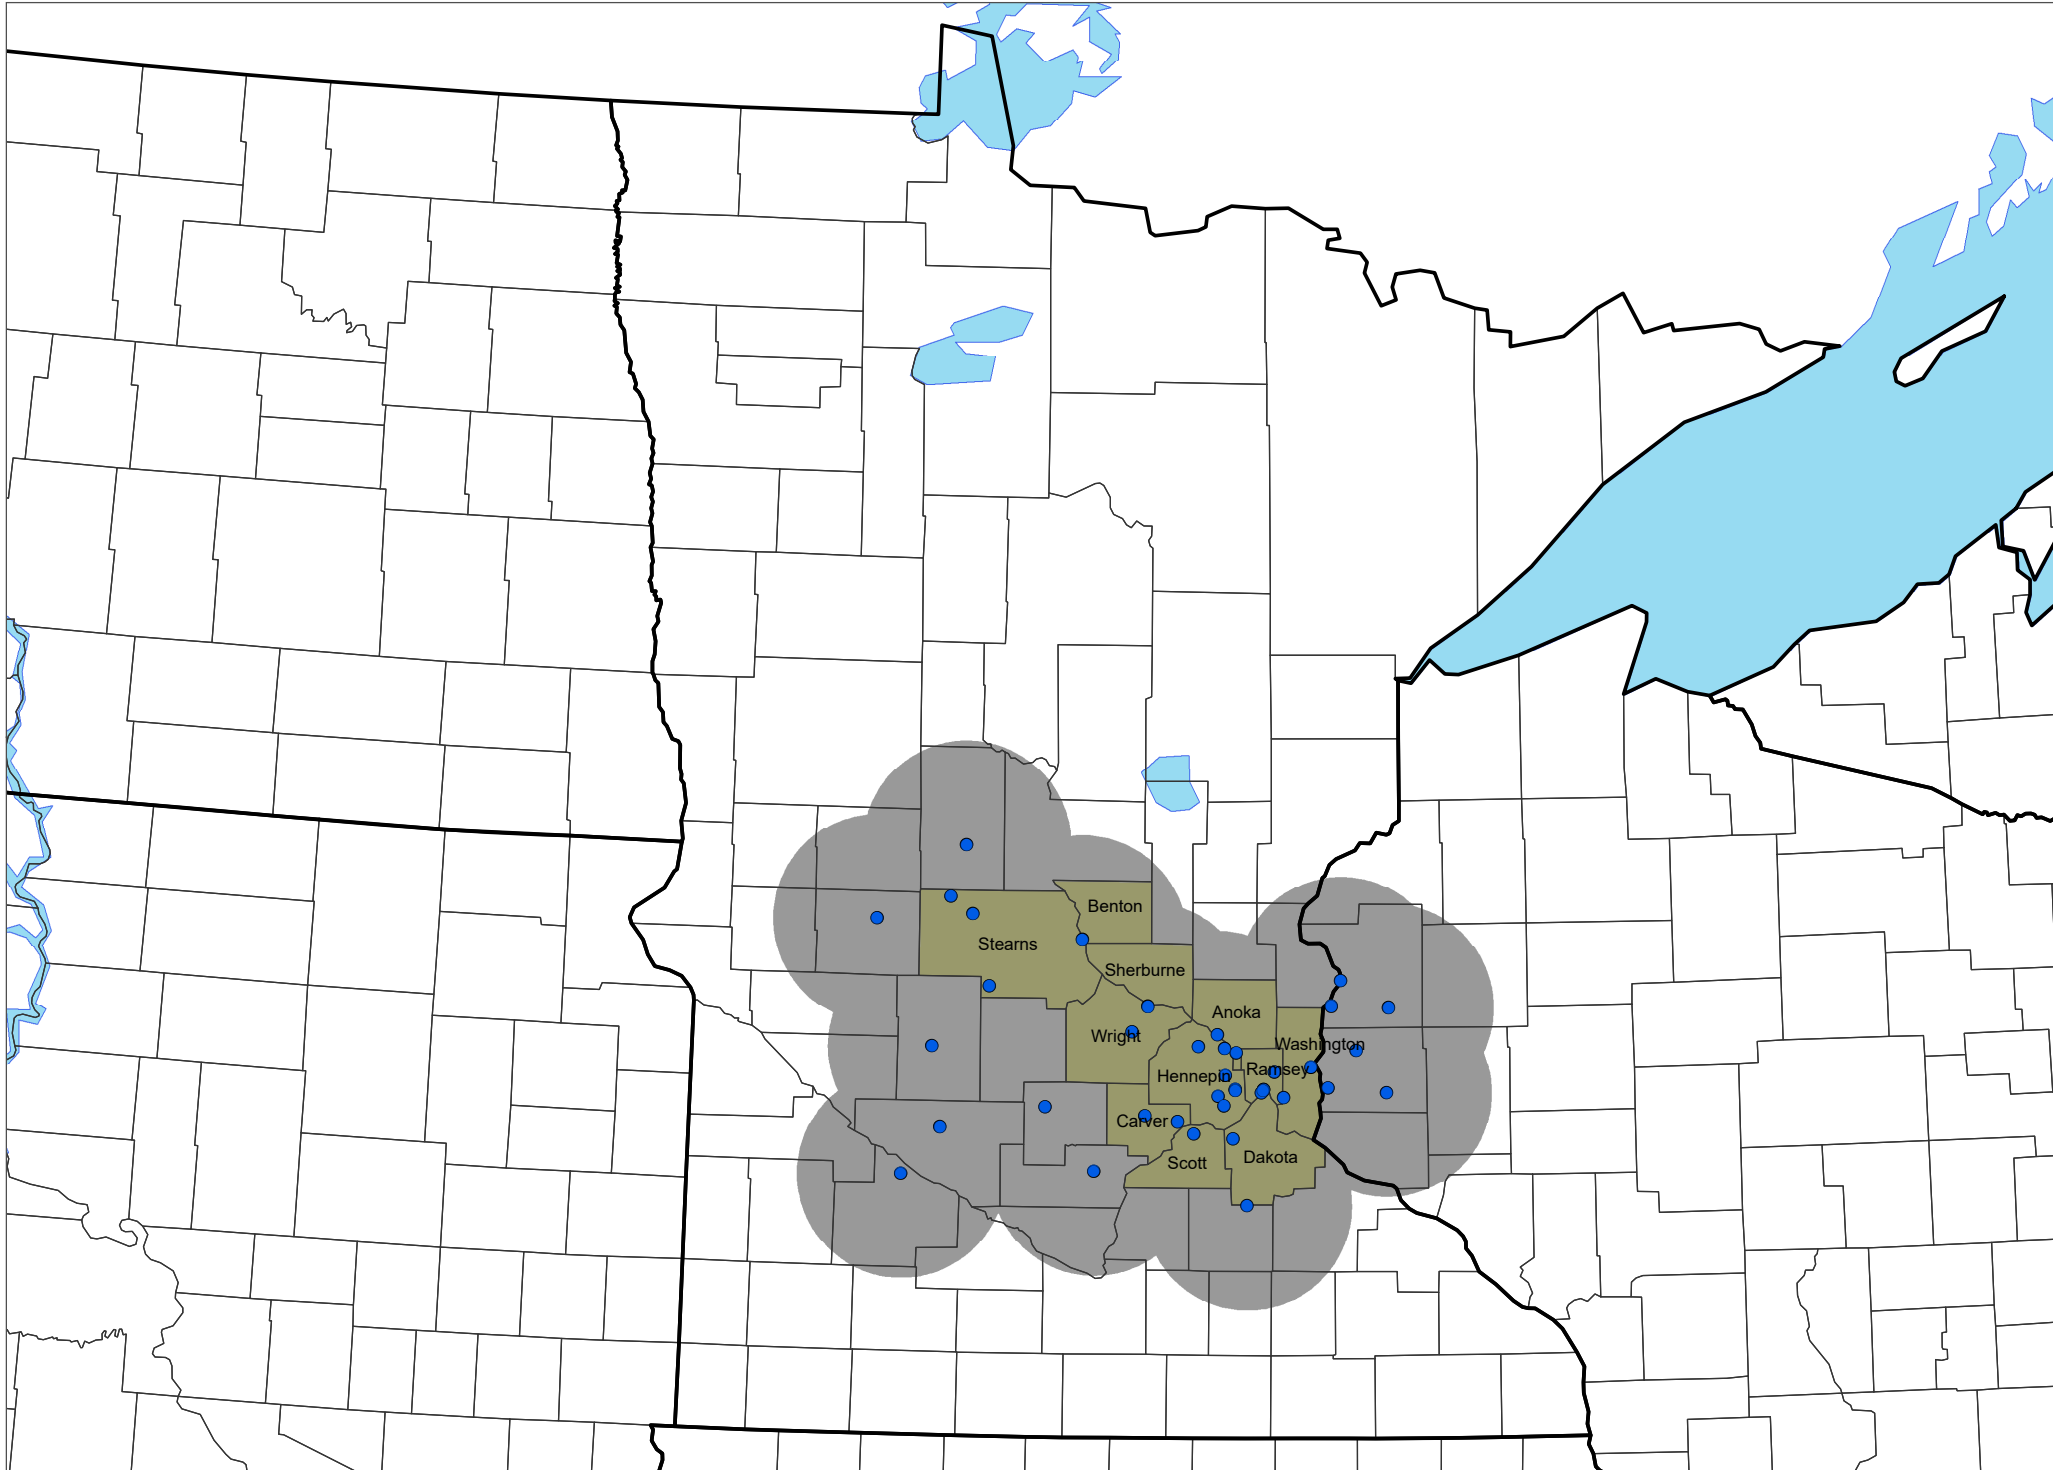 Benton
Stearns
Sherburne
Anoka
Wright
Washington
Ramsey
Hennepin
Carver
Scott
Dakota